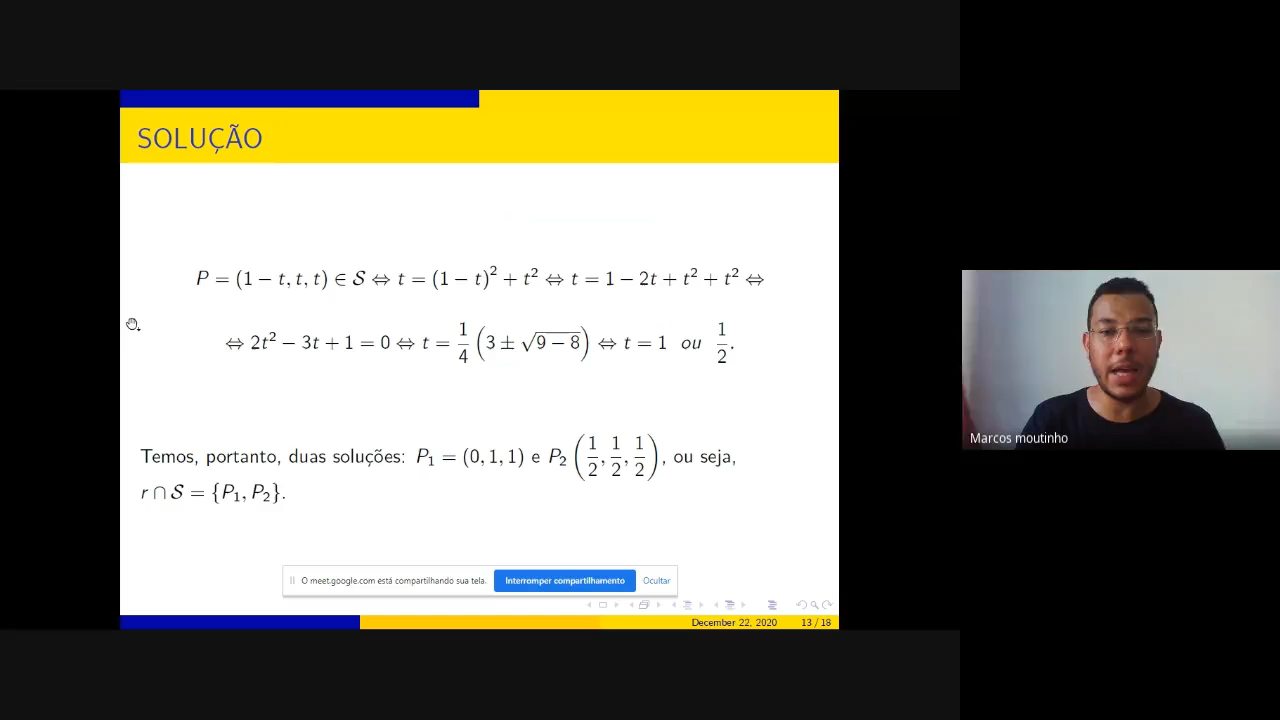 SOLUÇÃO
P = (1 − t, t, t) ∈ 𝒮 ⇔ t = (1 − t)² + t² ⇔ t = 1 − 2t + t² + t² ⇔
⇔ 2t² − 3t + 1 = 0 ⇔ t = 1/4 (3 ± √(9 − 8)) ⇔ t = 1 ou 1/2.
Temos, portanto, duas soluções: P₁ = (0, 1, 1) e P₂ (1/2, 1/2, 1/2), ou seja,
r ∩ 𝒮 = {P₁, P₂}.
O meet.google.com está compartilhando sua tela. Interromper compartilhamento Ocultar
December 22, 2020 13 / 18
Marcos moutinho